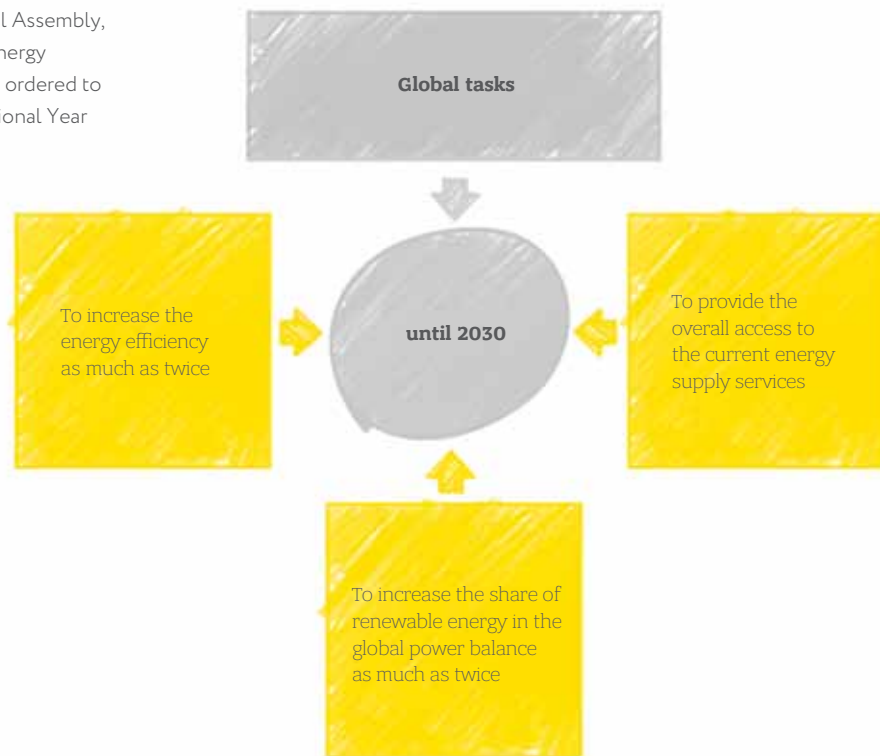 l Assembly,
nergy
ordered to
ional Year
Global tasks
To increase the
energy efficiency
as much as twice
until 2030
To provide the
overall access to
the current energy
supply services
To increase the share of
renewable energy in the
global power balance
as much as twice